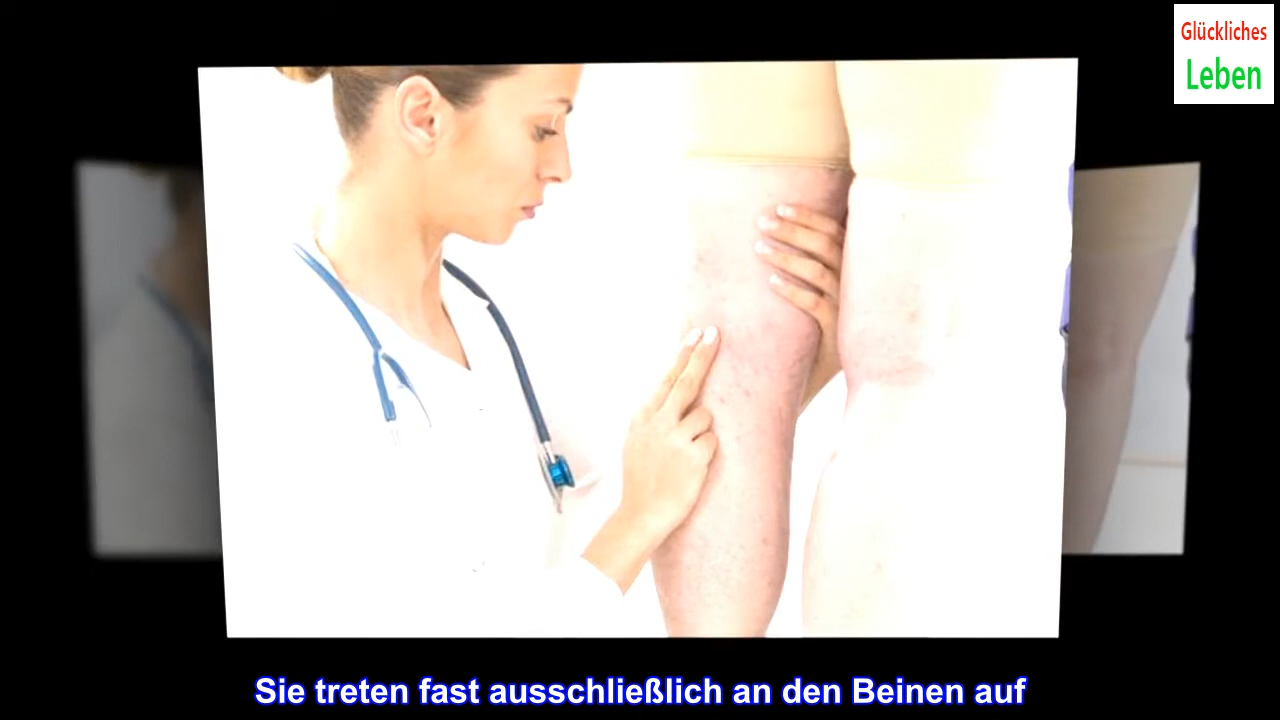 Glückliches
Leben
Sie treten fast ausschließlich an den Beinen auf